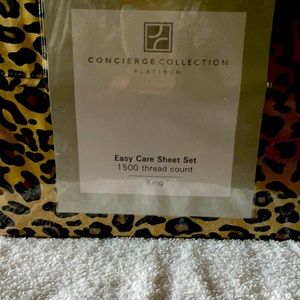 CONCIERGE COLLECTION
PLATINUM
Easy Care Sheet Set
1500 thread count
King